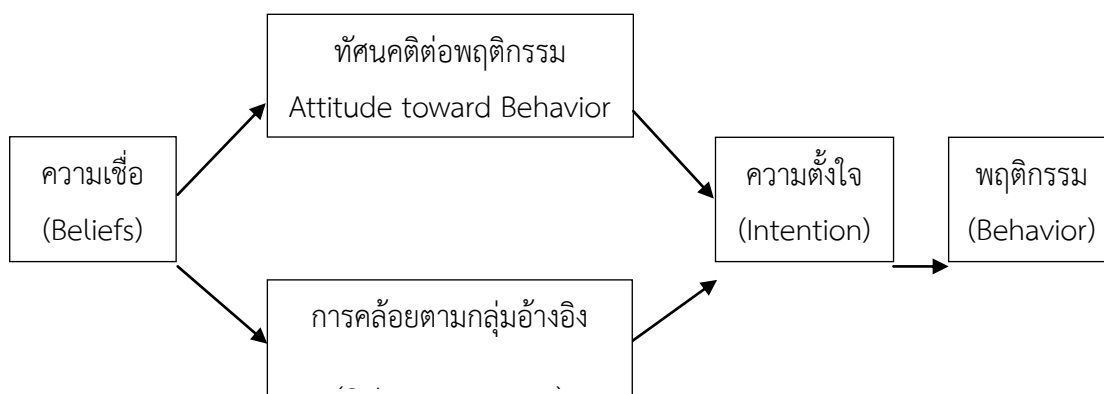 ทัศนคติต่อพฤติกรรม
Attitude toward Behavior
ความเชื่อ
(Beliefs)
ความตั้งใจ
(Intention)
พฤติกรรม
(Behavior)
การคล้อยตามกลุ่มอ้างอิง